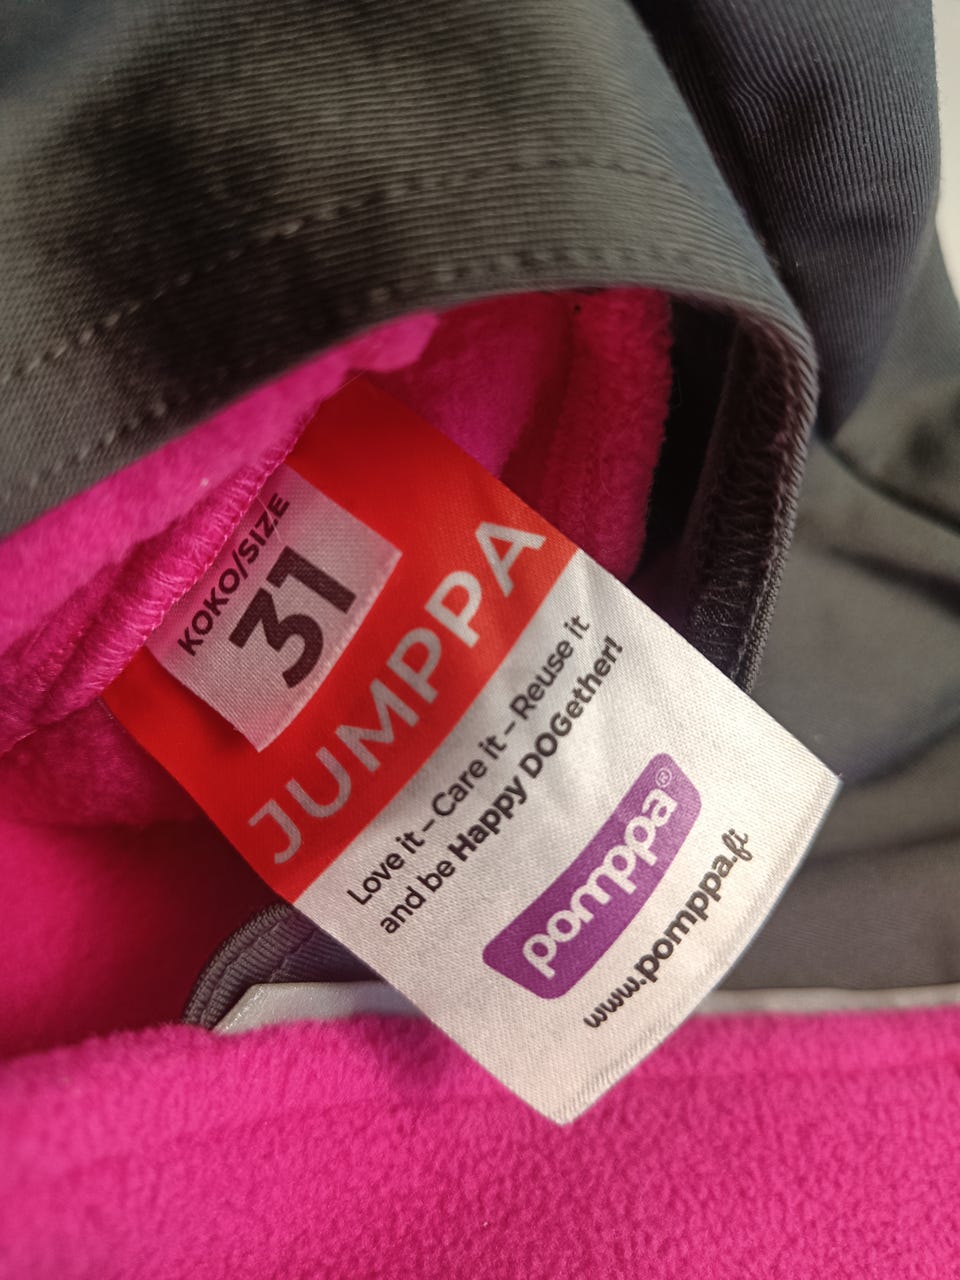 KOKO/SIZE
31
JUMPPA
Love it – Care it – Reuse it
and be Happy DOGether!
pomppa®
www.pomppa.fi